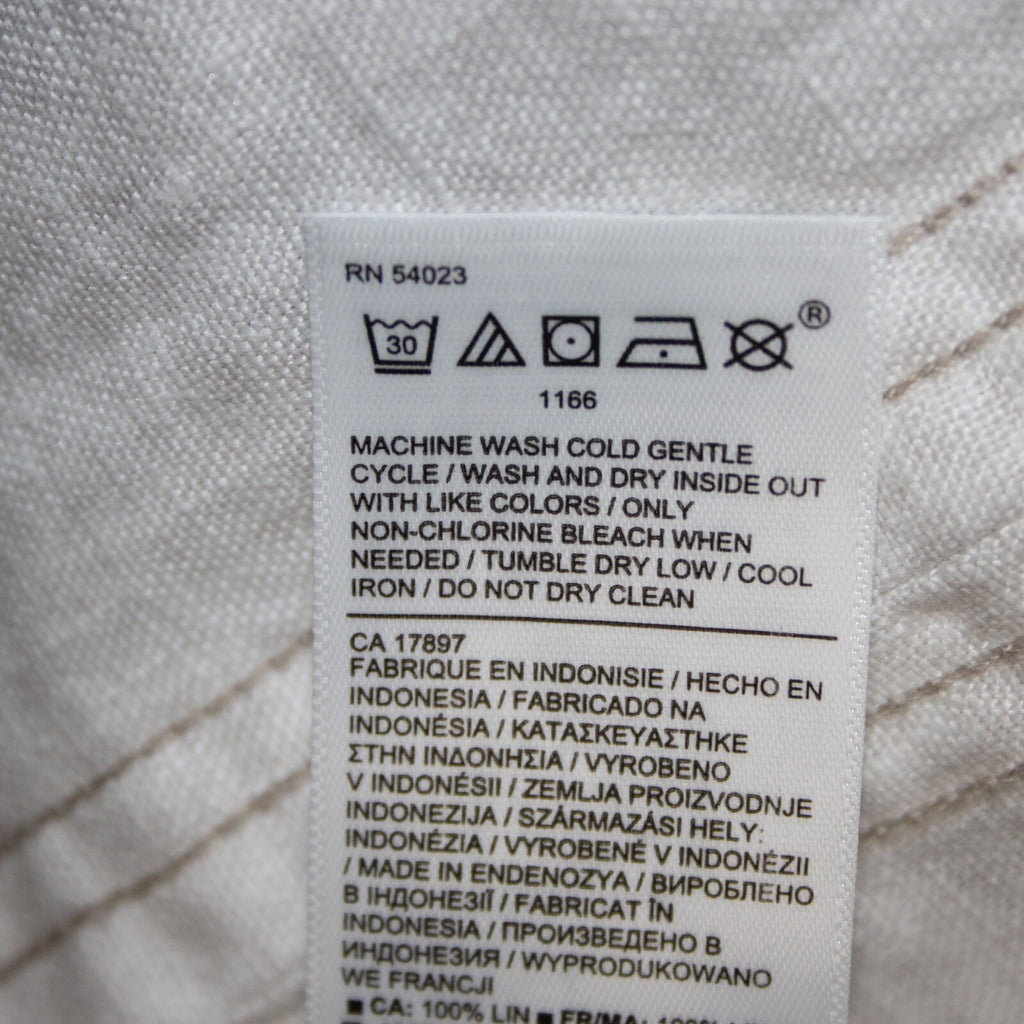 RN 54023
30
®
1166
MACHINE WASH COLD GENTLE
CYCLE / WASH AND DRY INSIDE OUT
WITH LIKE COLORS / ONLY
NON-CHLORINE BLEACH WHEN
NEEDED / TUMBLE DRY LOW / COOL
IRON / DO NOT DRY CLEAN
CA 17897
FABRIQUE EN INDONISIE / HECHO EN
INDONESIA / FABRICADO NA
INDONÉSIA / ΚΑΤΑΣΚΕΥΑΣΤΗΚΕ
ΣΤΗΝ ΙΝΔΟΝΗΣΙΑ / VYROBENO
V INDONÉSII / ZEMLJA PROIZVODNJE
INDONEZIJA / SZÁRMAZÁSI HELY:
INDONÉZIA / VYROBENÉ V INDONÉZII
/ MADE IN ENDENOZYA / ВИРОБЛЕНО
В ІНДОНЕЗІЇ / FABRICAT ÎN
INDONESIA / ПРОИЗВЕДЕНО В
ИНДОНЕЗИЯ / WYPRODUKOWANO
WE FRANCJI
■ CA: 100% LIN ■ FR/MA: 100%